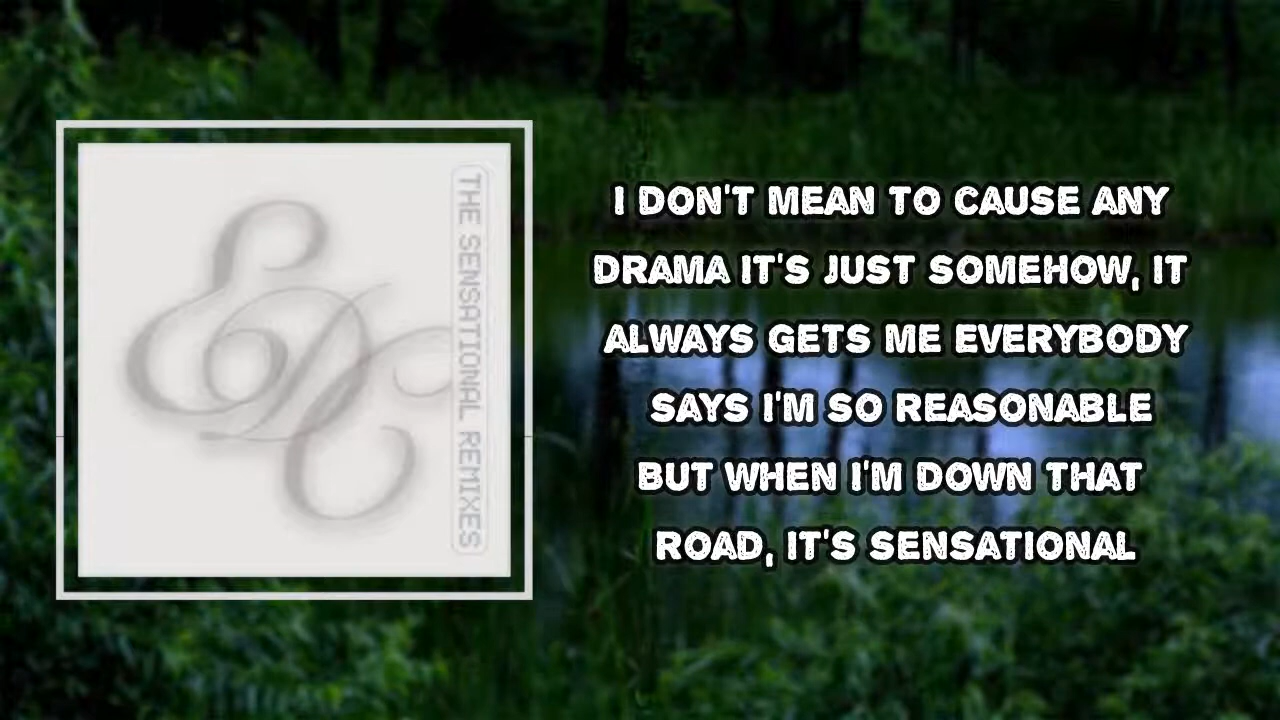 THE SENSATIONAL REMIXES
I DON'T MEAN TO CAUSE ANY
DRAMA IT'S JUST SOMEHOW, IT
ALWAYS GETS ME EVERYBODY
SAYS I'M SO REASONABLE
BUT WHEN I'M DOWN THAT
ROAD, IT'S SENSATIONAL